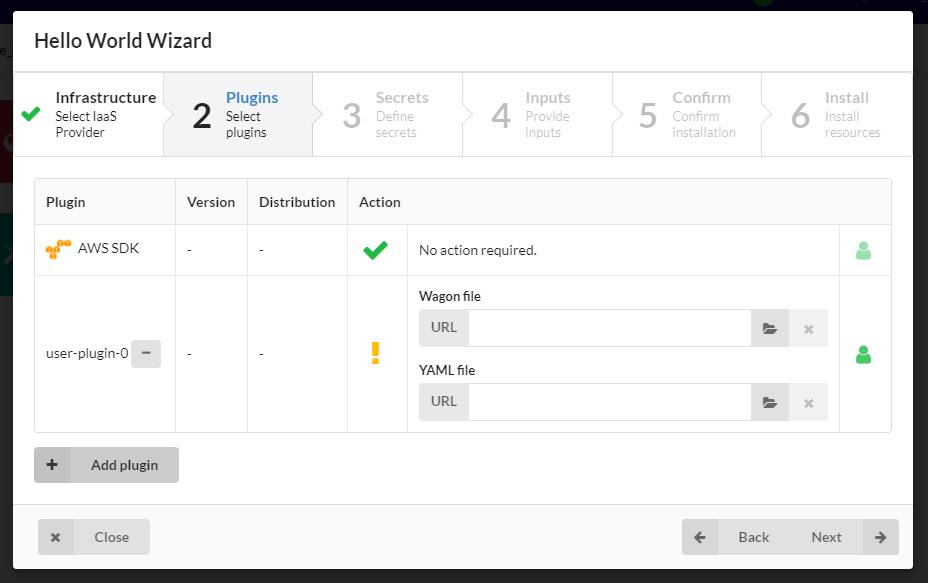 Hello World Wizard
Infrastructure
Select IaaS
Provider
2
Plugins
Select
plugins
3
Secrets
Define
secrets
4
Inputs
Provide
inputs
5
Confirm
Confirm
installation
6
Install
Install
resources
Plugin Version Distribution Action
AWS SDK - - No action required.
user-plugin-0 - -
Wagon file
URL
YAML file
URL
Add plugin
Close Back Next